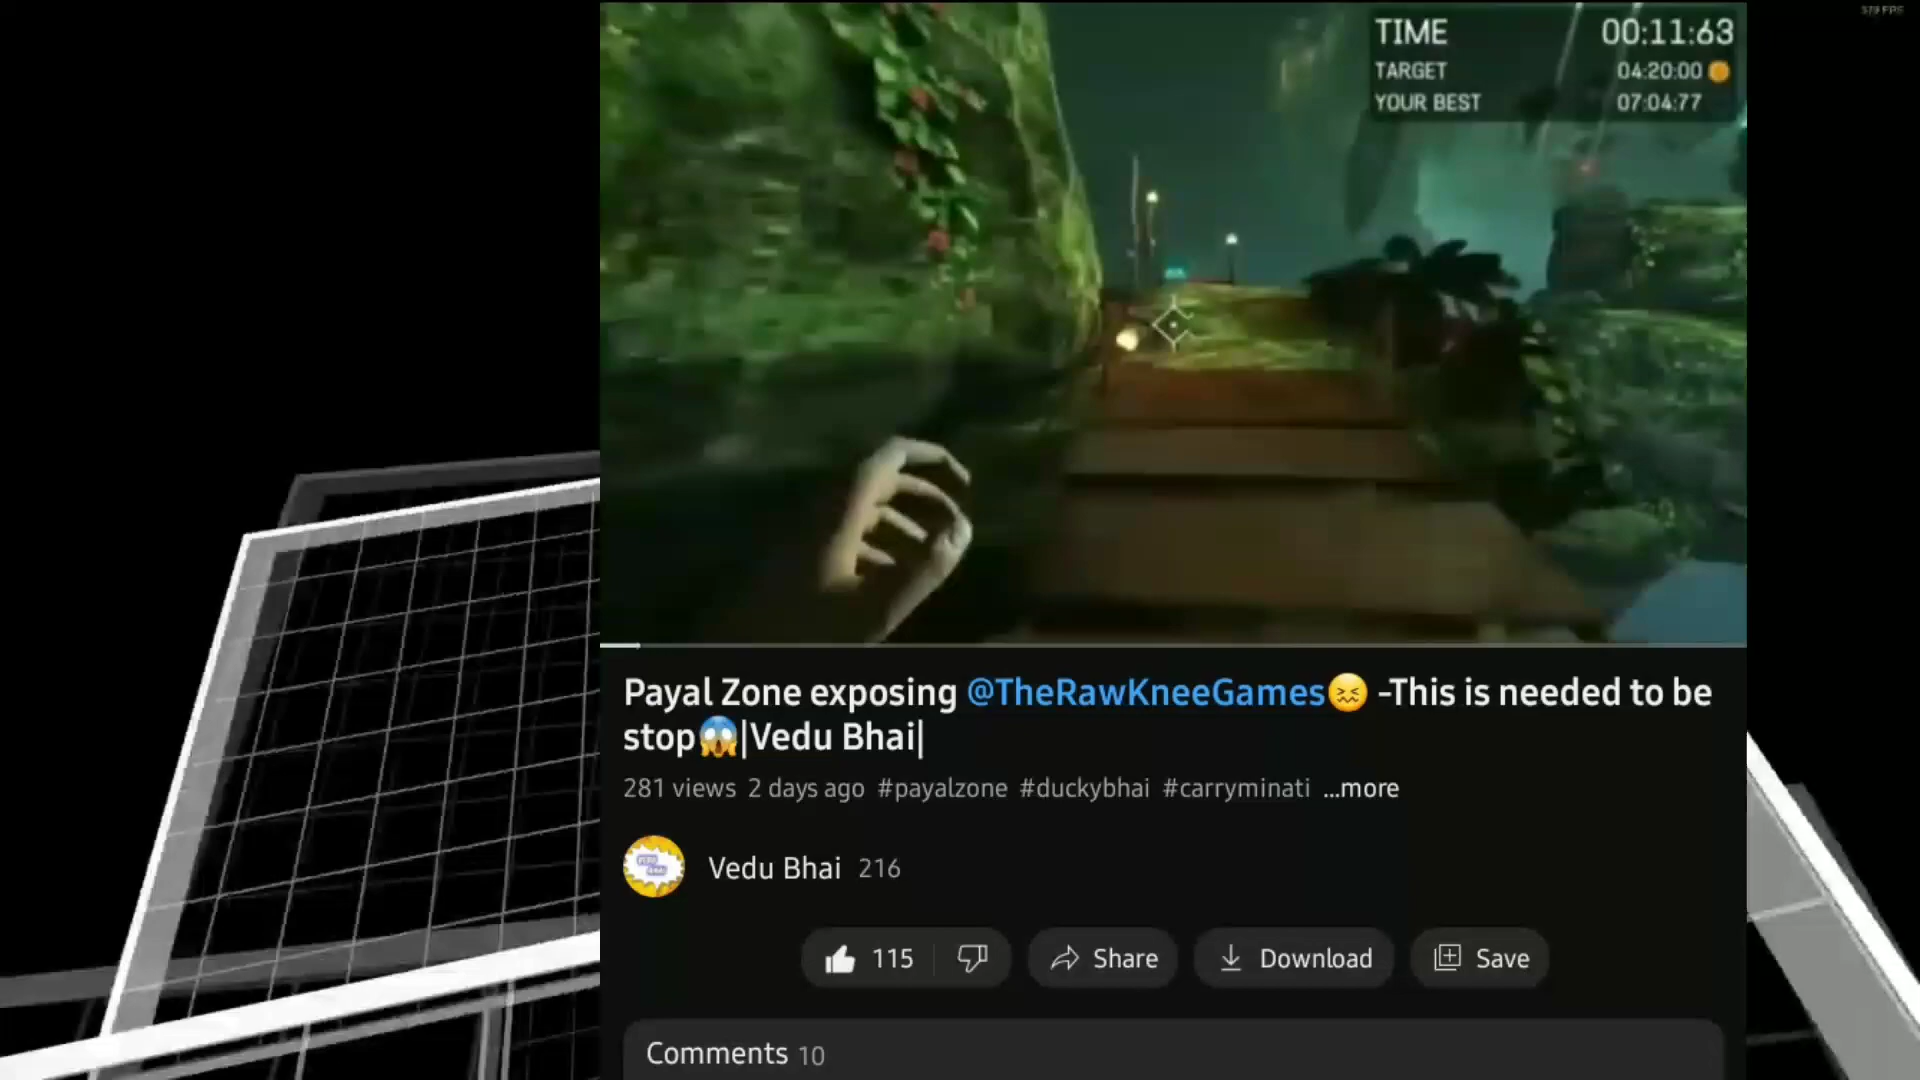 379 FPS
TIME 00:11:63
TARGET 04:20:00
YOUR BEST 07:04:77
Payal Zone exposing @TheRawKneeGames😖 -This is needed to be
stop😱|Vedu Bhai|
281 views 2 days ago #payalzone #duckybhai #carryminati ...more
Vedu Bhai 216
115 Share Download Save
Comments 10